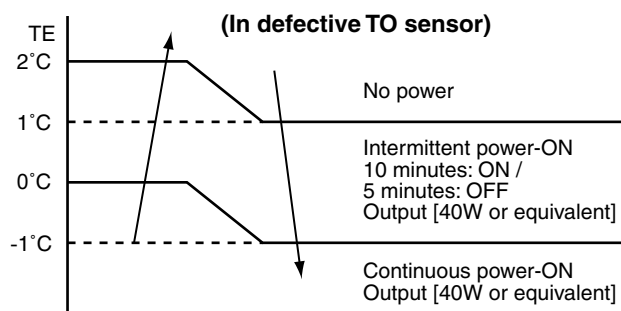 (In defective TO sensor)
TE
2˚C
No power
1˚C
Intermittent power-ON
10 minutes: ON /
5 minutes: OFF
Output [40W or equivalent]
0˚C
-1˚C
Continuous power-ON
Output [40W or equivalent]